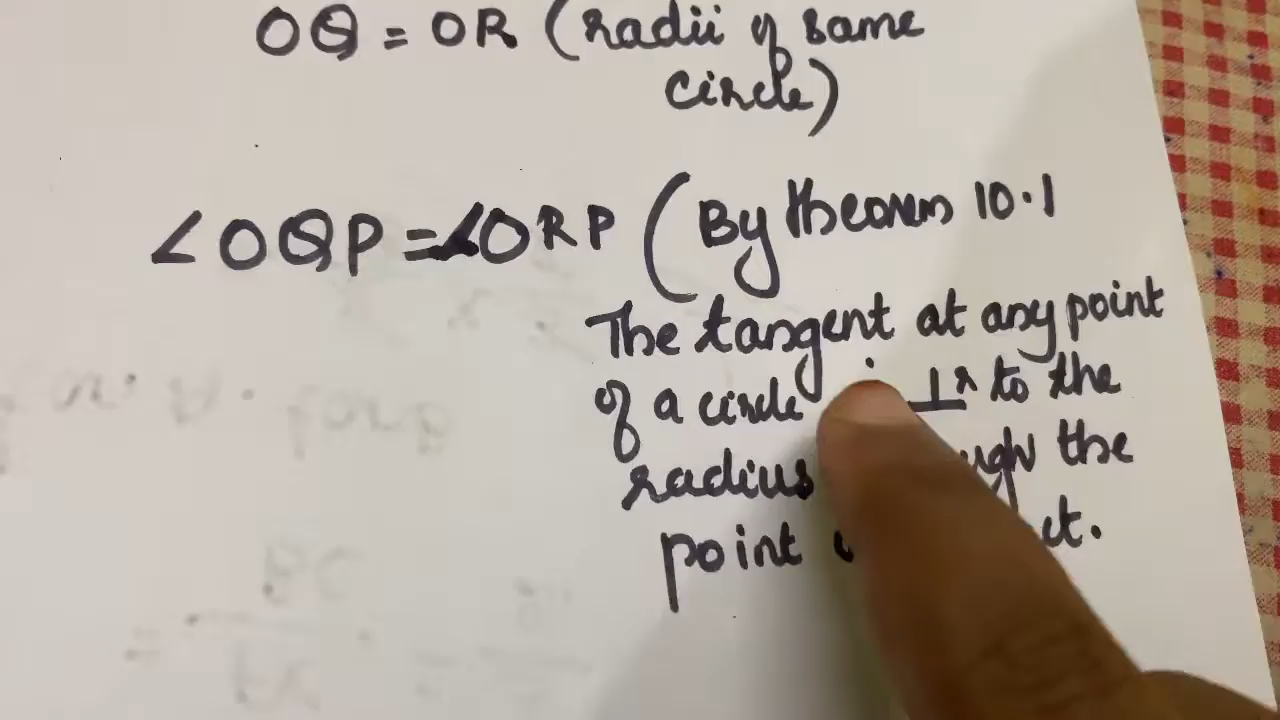 OQ = OR (radii of same
circle)
∠OQP = ∠ORP (By theorem 10.1
The tangent at any point
of a circle ⊥r to the
radius the
point